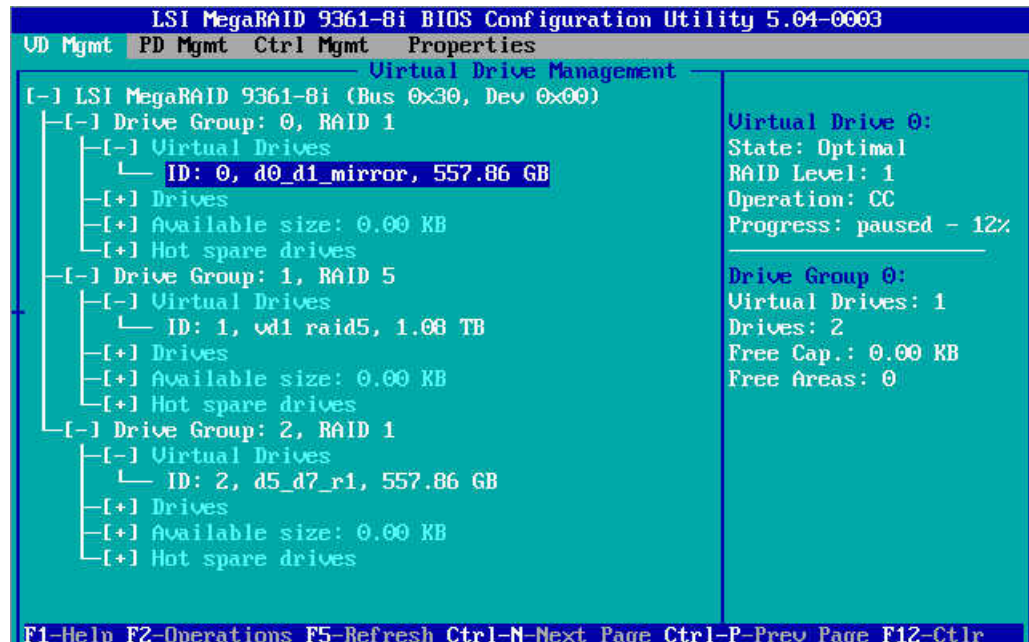 LSI MegaRAID 9361-8i BIOS Configuration Utility 5.04-0003
VD Mgmt PD Mgmt Ctrl Mgmt Properties
Virtual Drive Management
[-] LSI MegaRAID 9361-8i (Bus 0x30, Dev 0x00)
[-] Drive Group: 0, RAID 1
[-] Virtual Drives
ID: 0, d0_d1_mirror, 557.86 GB
[+] Drives
[+] Available size: 0.00 KB
[+] Hot spare drives
[-] Drive Group: 1, RAID 5
[-] Virtual Drives
ID: 1, vd1 raid5, 1.08 TB
[+] Drives
[+] Available size: 0.00 KB
[+] Hot spare drives
[-] Drive Group: 2, RAID 1
[-] Virtual Drives
ID: 2, d5_d7_r1, 557.86 GB
[+] Drives
[+] Available size: 0.00 KB
[+] Hot spare drives
Virtual Drive 0:
State: Optimal
RAID Level: 1
Operation: CC
Progress: paused - 12%
Drive Group 0:
Virtual Drives: 1
Drives: 2
Free Cap.: 0.00 KB
Free Areas: 0
F1-Help F2-Operations F5-Refresh Ctrl-N-Next Page Ctrl-P-Prev Page F12-Ctlr